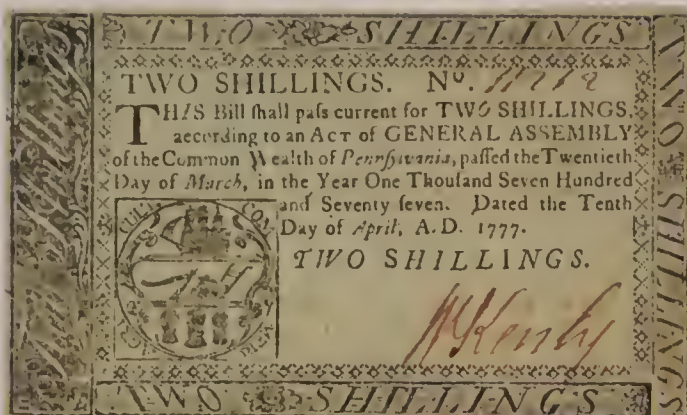 TWO SHILLINGS
TWO SHILLINGS. Nº.
THIS Bill ſhall paſs current for TWO SHILLINGS,
according to an ACT of GENERAL ASSEMBLY
of the Common Wealth of Pennſylvania, paſſed the Twentieth
Day of March, in the Year One Thouſand Seven Hundred
and Seventy ſeven. Dated the Tenth
Day of April, A.D. 1777.
TWO SHILLINGS.
TWO SHILLINGS
TWO SHILLINGS